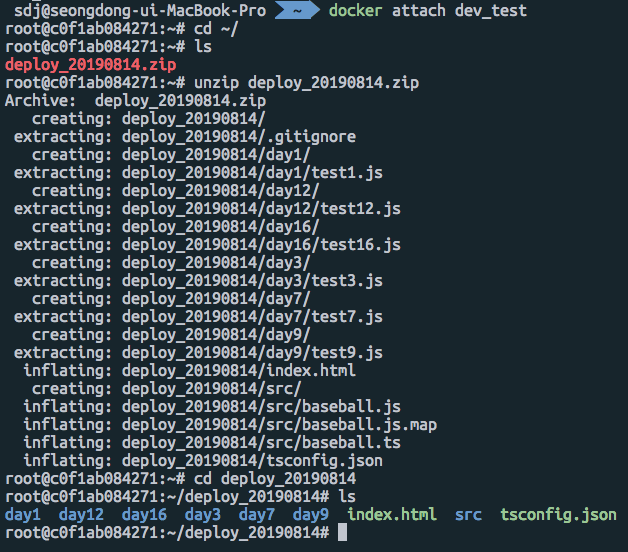 sdj@seongdong-ui-MacBook-Pro ~ docker attach dev_test
root@c0f1ab084271:~# cd ~/
root@c0f1ab084271:~# ls
deploy_20190814.zip
root@c0f1ab084271:~# unzip deploy_20190814.zip
Archive:  deploy_20190814.zip
   creating: deploy_20190814/
 extracting: deploy_20190814/.gitignore
   creating: deploy_20190814/day1/
 extracting: deploy_20190814/day1/test1.js
   creating: deploy_20190814/day12/
 extracting: deploy_20190814/day12/test12.js
   creating: deploy_20190814/day16/
 extracting: deploy_20190814/day16/test16.js
   creating: deploy_20190814/day3/
 extracting: deploy_20190814/day3/test3.js
   creating: deploy_20190814/day7/
 extracting: deploy_20190814/day7/test7.js
   creating: deploy_20190814/day9/
 extracting: deploy_20190814/day9/test9.js
  inflating: deploy_20190814/index.html
   creating: deploy_20190814/src/
  inflating: deploy_20190814/src/baseball.js
  inflating: deploy_20190814/src/baseball.js.map
  inflating: deploy_20190814/src/baseball.ts
  inflating: deploy_20190814/tsconfig.json
root@c0f1ab084271:~# cd deploy_20190814
root@c0f1ab084271:~/deploy_20190814# ls
day1  day12  day16  day3  day7  day9  index.html  src  tsconfig.json
root@c0f1ab084271:~/deploy_20190814#